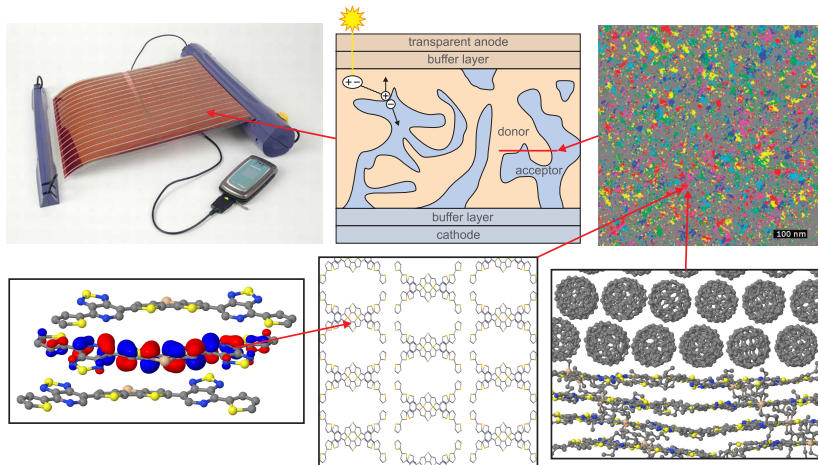 transparent anode
buffer layer
+ -
+
-
donor
acceptor
buffer layer
cathode
100 nm